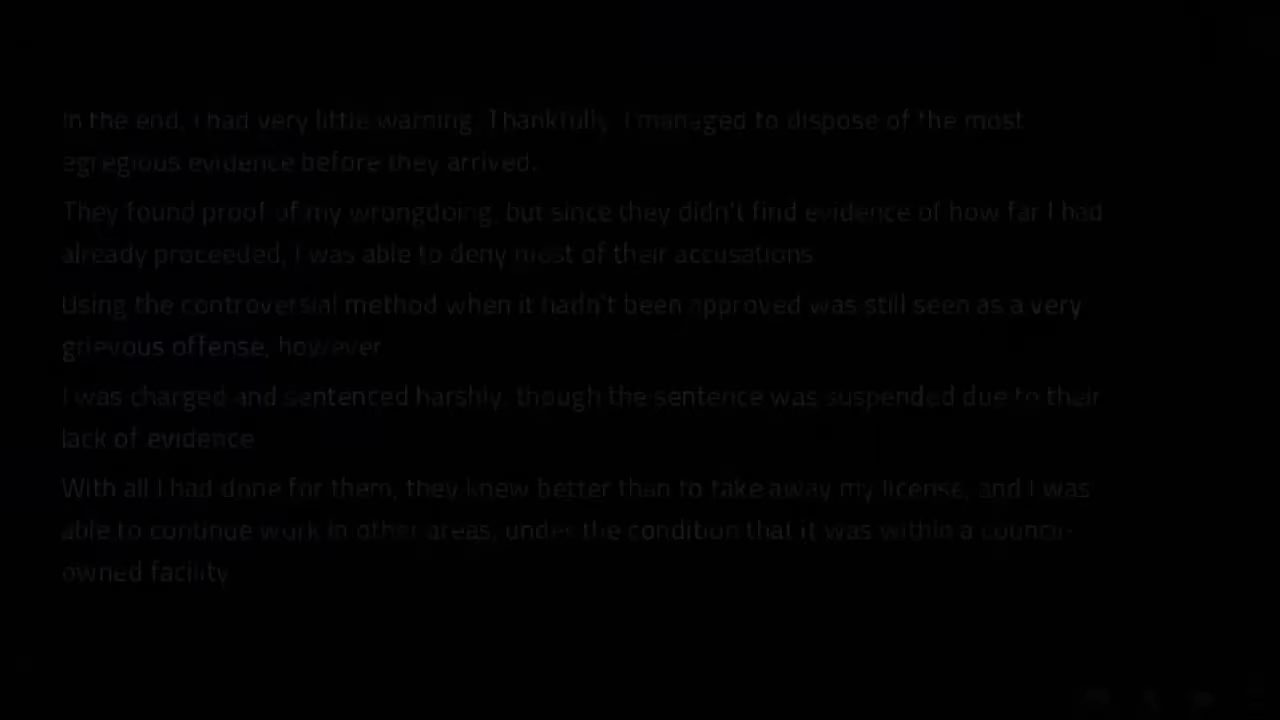 In the end, I had very little warning. Thankfully, I managed to dispose of the most
egregious evidence before they arrived.
They found proof of my wrongdoing, but since they didn't find evidence of how far I had
already proceeded, I was able to deny most of their accusations.
Using the controversial method when it hadn't been approved was still seen as a very
grievous offense, however.
I was charged and sentenced harshly, though the sentence was suspended due to their
lack of evidence.
With all I had done for them, they knew better than to take away my license, and I was
able to continue work in other areas, under the condition that it was within a council-
owned facility.